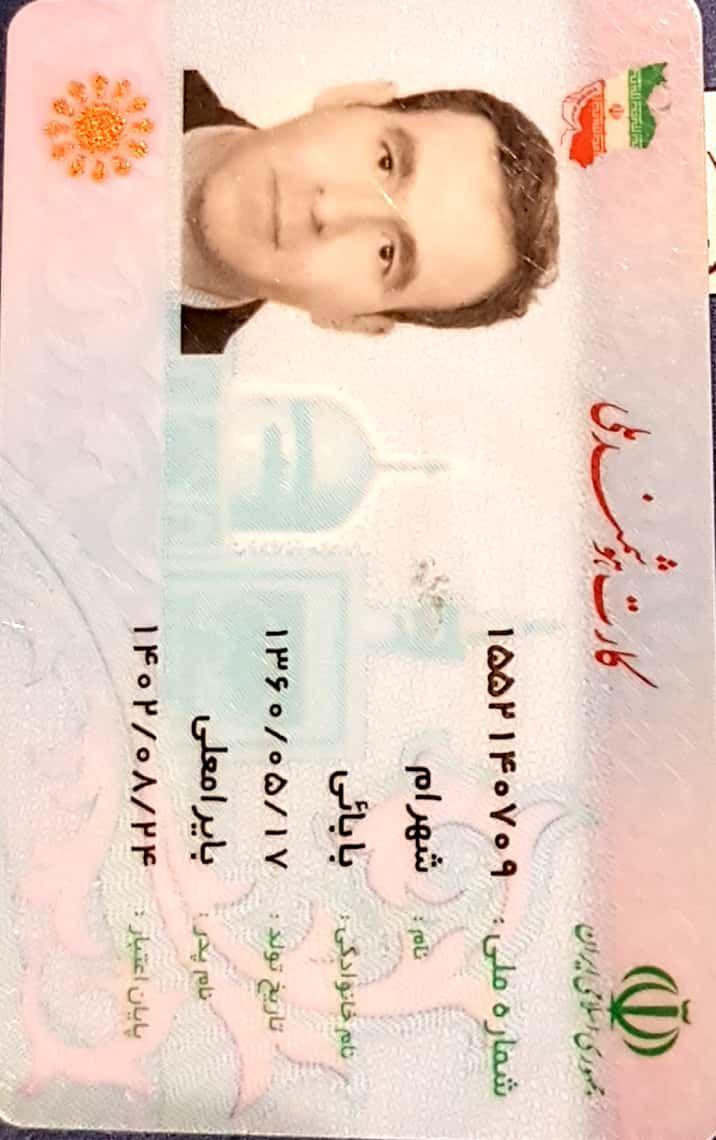 جمهوری اسلامی ایران
کارت هوشمند ملی
شماره ملی : ۱۵۵۲۱۴۰۷۰۹
نام : شهرام
نام خانوادگی : بابائی
تاریخ تولد : ۱۳۶۰/۰۵/۱۷
نام پدر : بایرامعلی
پایان اعتبار : ۱۴۰۲/۰۸/۲۴